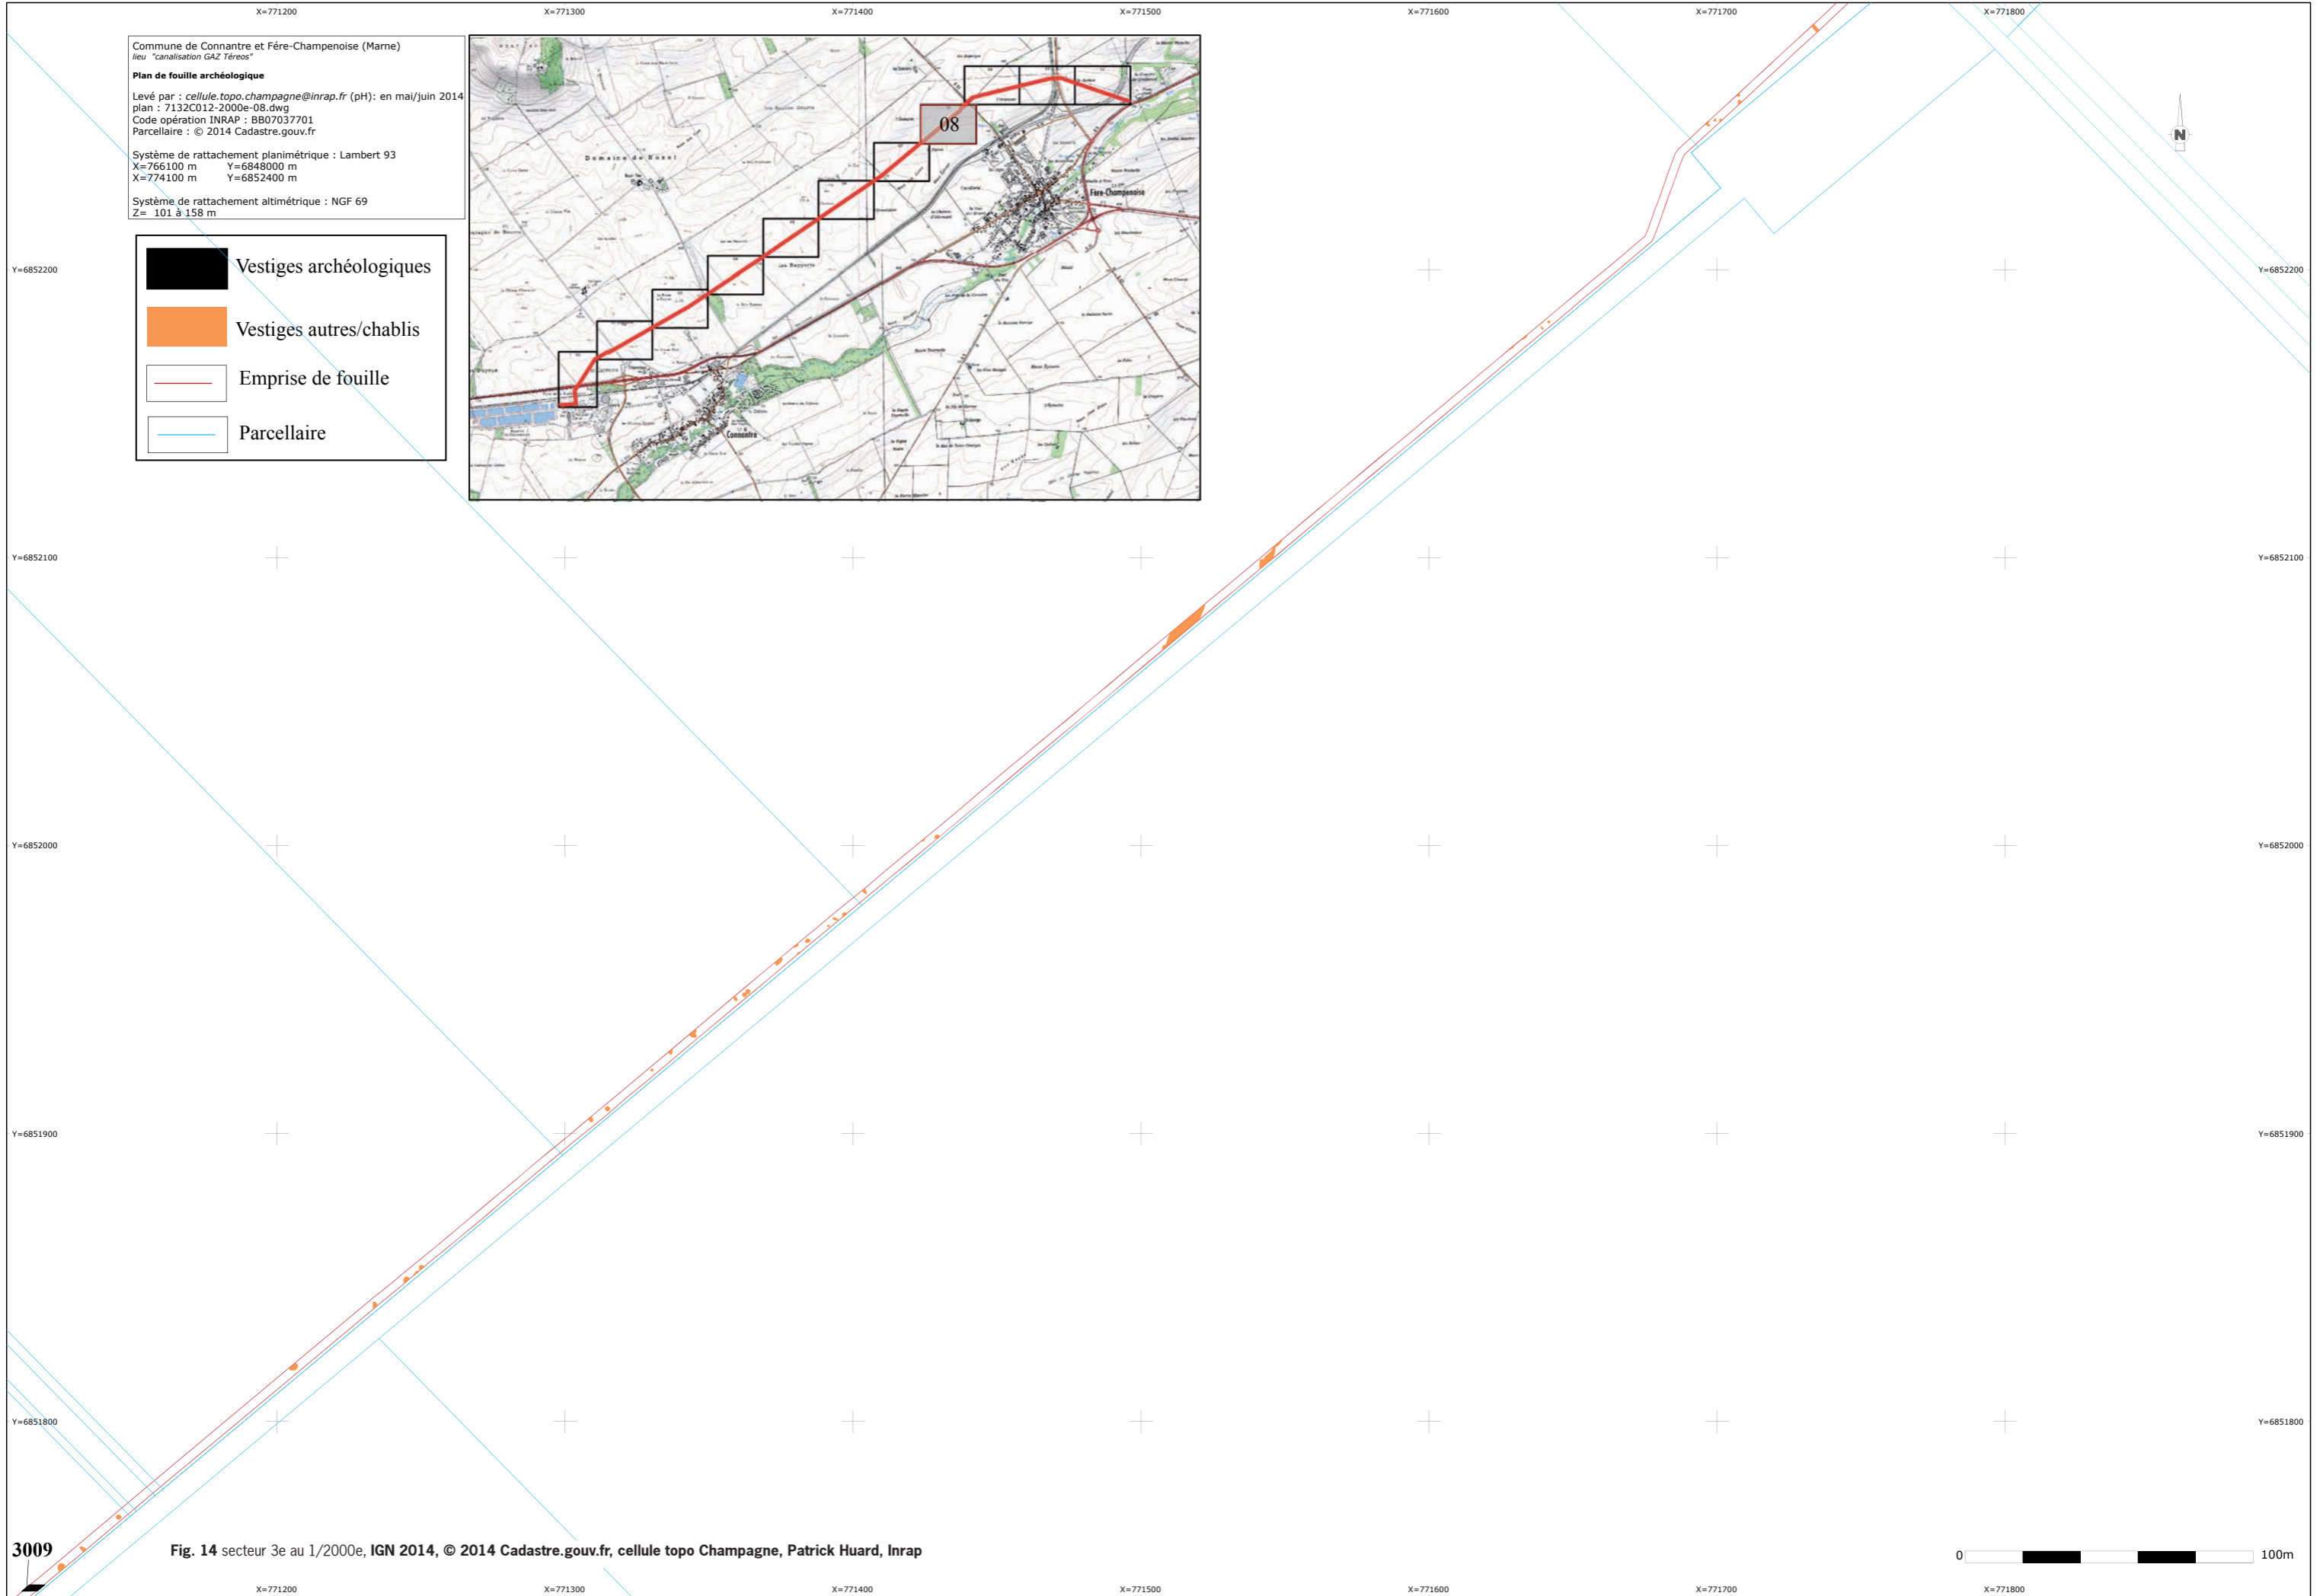 X=771200 X=771300 X=771400 X=771500 X=771600 X=771700 X=771800
Commune de Connantre et Fére-Champenoise (Marne)
lieu "canalisation GAZ Téreos"
Plan de fouille archéologique
Levé par : cellule.topo.champagne@inrap.fr (pH): en mai/juin 2014
plan : 7132C012-2000e-08.dwg
Code opération INRAP : BB07037701
Parcellaire : © 2014 Cadastre.gouv.fr
Système de rattachement planimétrique : Lambert 93
X=766100 m Y=6848000 m
X=774100 m Y=6852400 m
Système de rattachement altimétrique : NGF 69
Z= 101 à 158 m
Vestiges archéologiques
Vestiges autres/chablis
Emprise de fouille
Parcellaire
08
Domaine de Nozet
Fère-Champenoise
Connantre
N
Y=6852200 Y=6852200
Y=6852100 Y=6852100
Y=6852000 Y=6852000
Y=6851900 Y=6851900
Y=6851800 Y=6851800
3009
Fig. 14 secteur 3e au 1/2000e, IGN 2014, © 2014 Cadastre.gouv.fr, cellule topo Champagne, Patrick Huard, Inrap
0 100m
X=771200 X=771300 X=771400 X=771500 X=771600 X=771700 X=771800